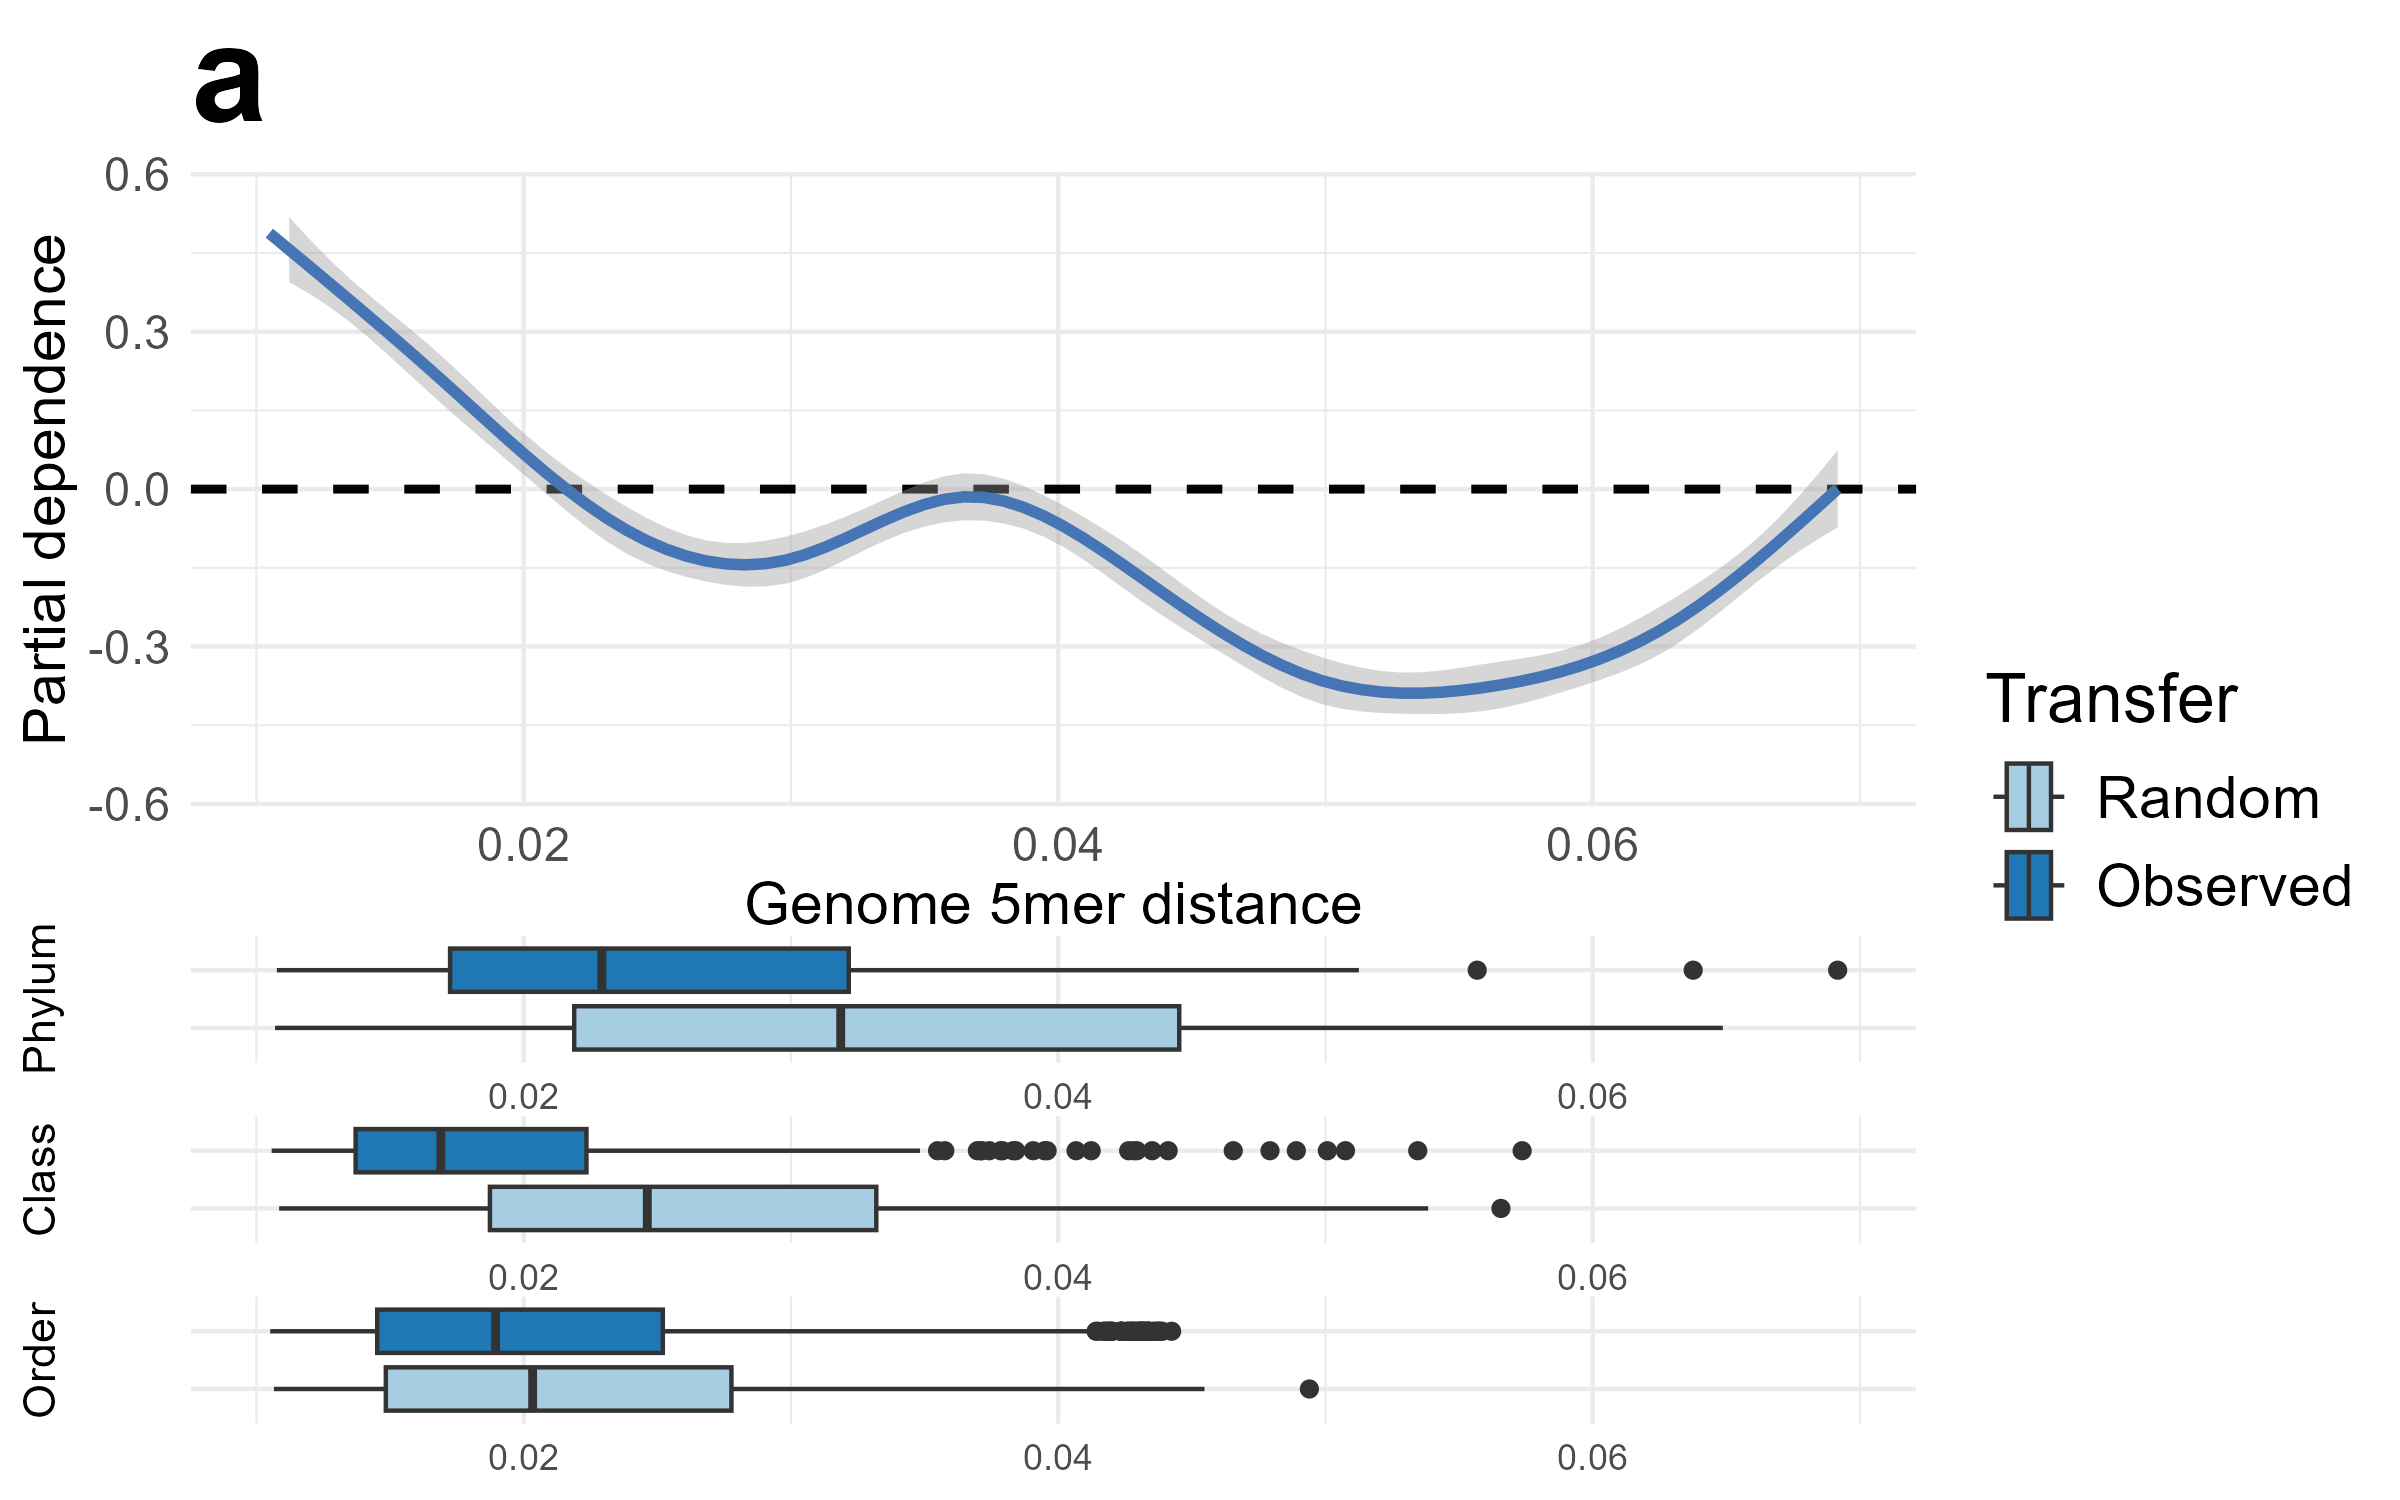 a
Partial dependence
0.6
0.3
0.0
-0.3
-0.6
0.02 0.04 0.06
Genome 5mer distance
Transfer
Random
Observed
Phylum
0.02 0.04 0.06
Class
0.02 0.04 0.06
Order
0.02 0.04 0.06